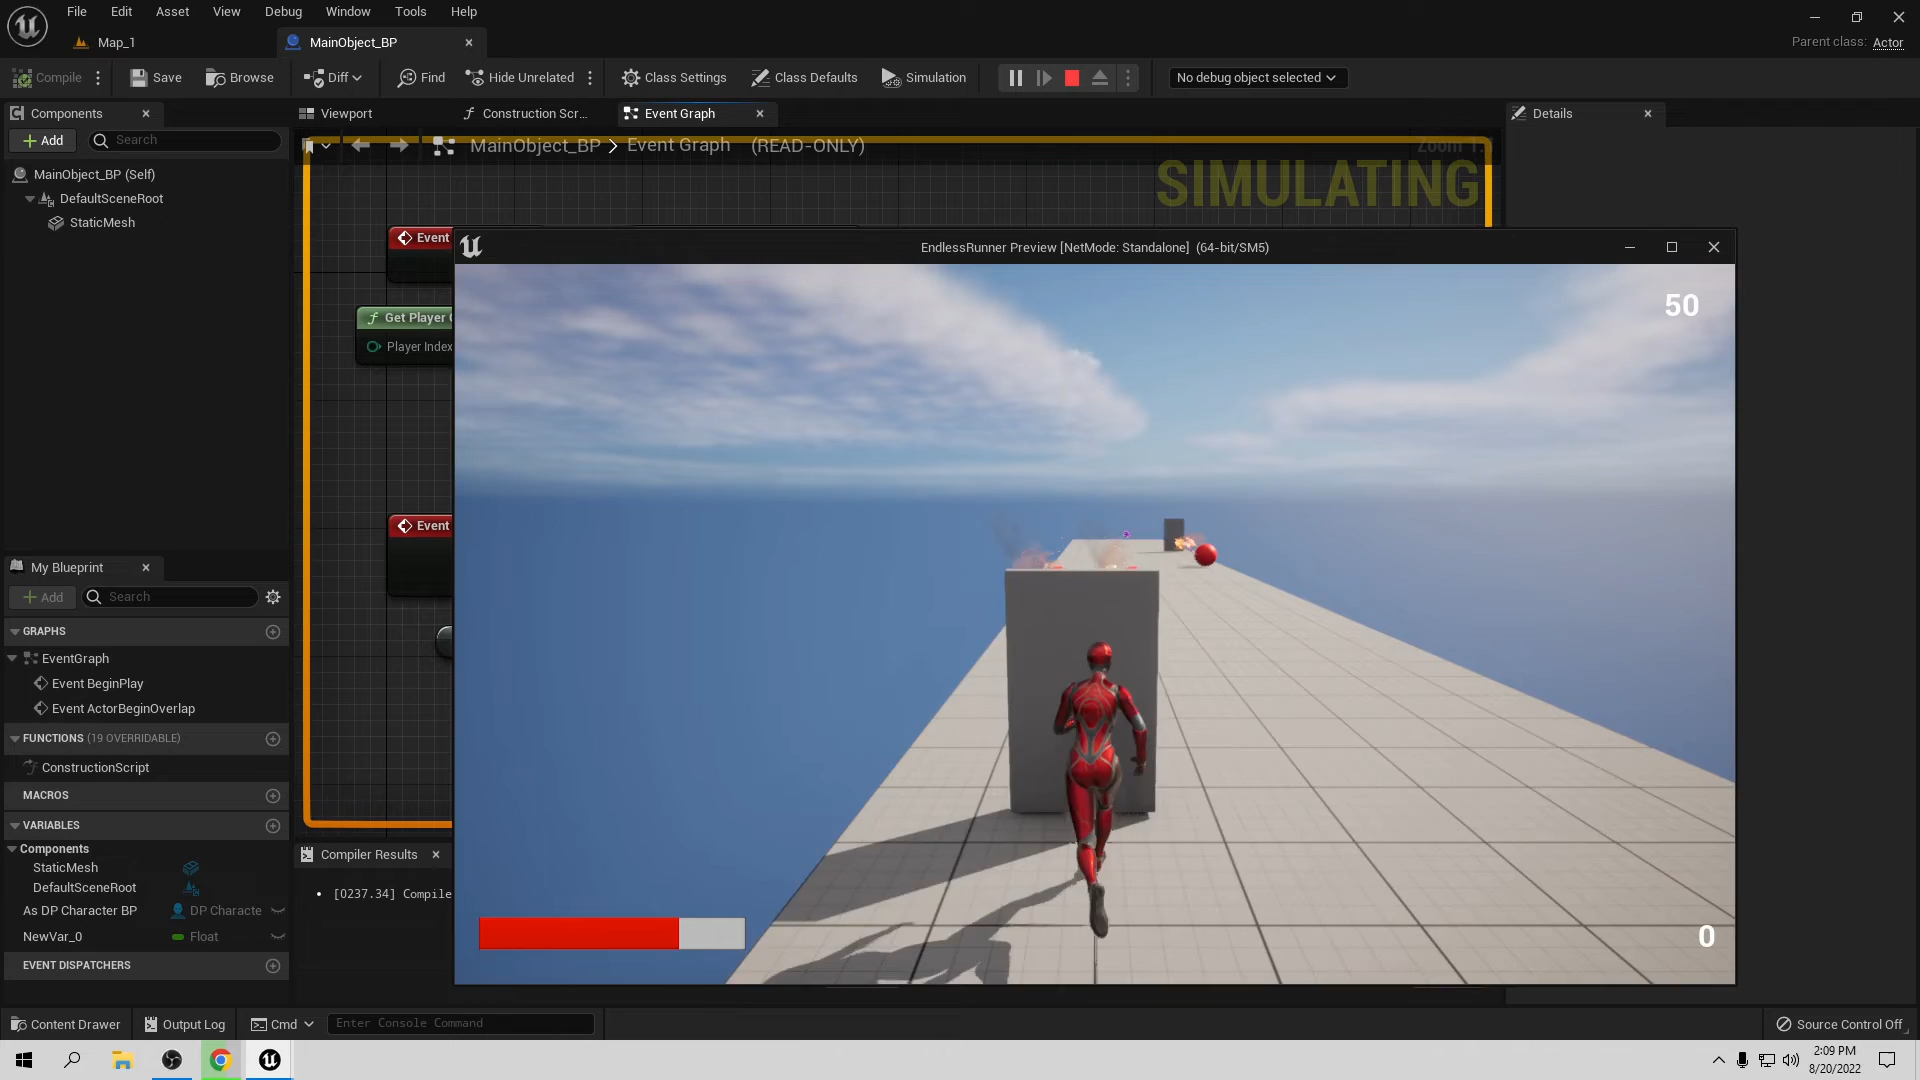 File Edit Asset View Debug Window Tools Help
Map_1
MainObject_BP
Parent class: Actor
Compile
Save
Browse
Diff
Find
Hide Unrelated
Class Settings
Class Defaults
Simulation
No debug object selected
Components
Viewport
Construction Scr...
Event Graph
Details
Add
Search
MainObject_BP > Event Graph (READ-ONLY)
SIMULATING
MainObject_BP (Self)
DefaultSceneRoot
StaticMesh
Event
EndlessRunner Preview [NetMode: Standalone] (64-bit/SM5)
50
Get Player
Player Index
Event
My Blueprint
Add
Search
GRAPHS
EventGraph
Event BeginPlay
Event ActorBeginOverlap
FUNCTIONS (19 OVERRIDABLE)
ConstructionScript
MACROS
VARIABLES
Components
StaticMesh
DefaultSceneRoot
As DP Character BP DP Characte
NewVar_0 Float
EVENT DISPATCHERS
Compiler Results
[0237.34] Compile
0
Content Drawer
Output Log
Cmd
Enter Console Command
Source Control Off
2:09 PM
8/20/2022